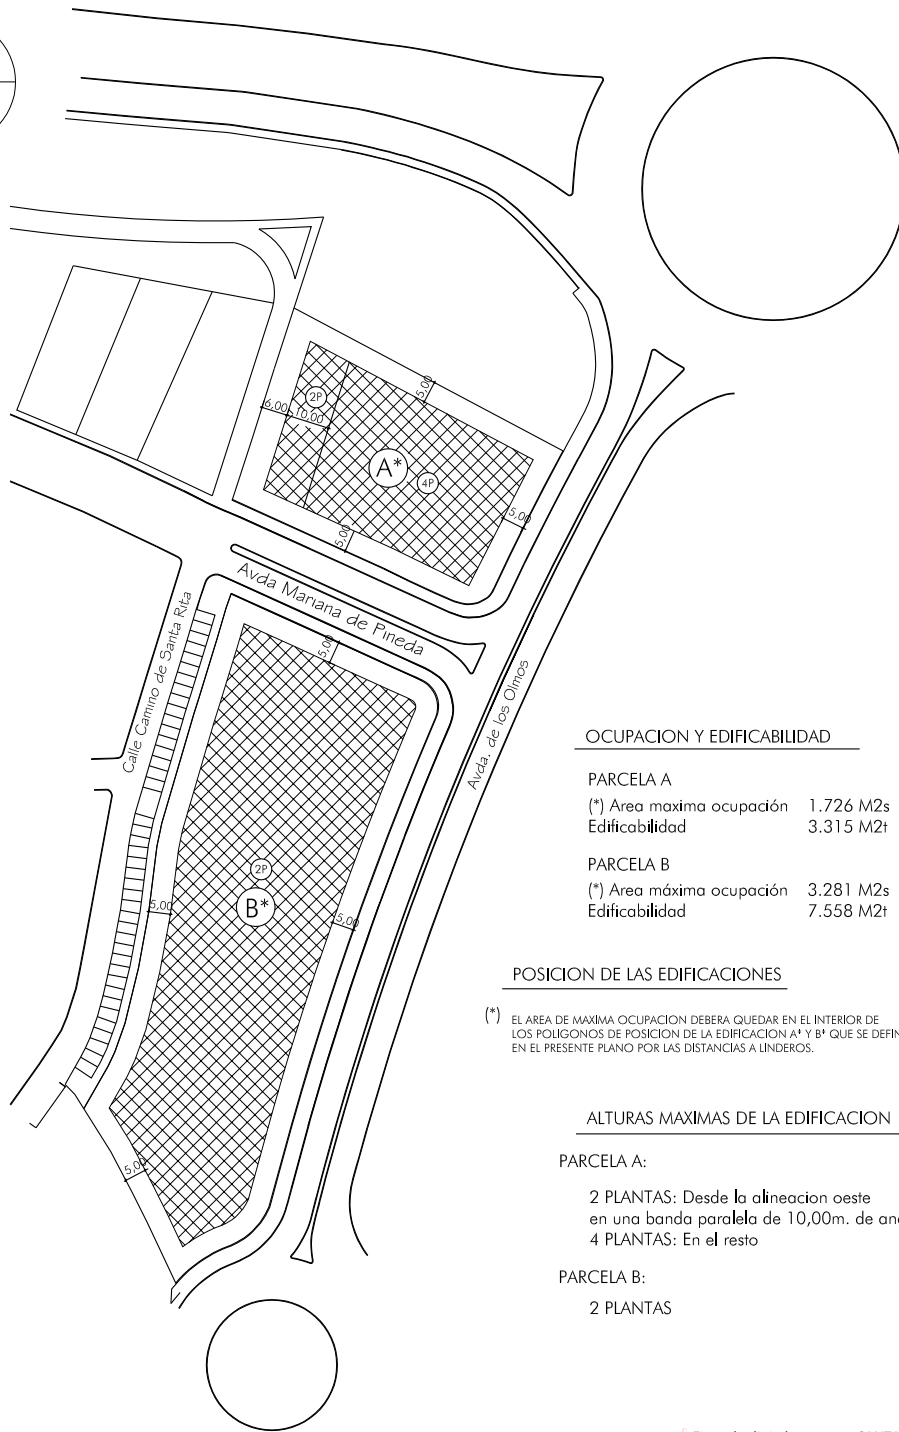 2P
5,00
6,00
10,00
A*
4P
5,00
5,00
Avda Mariana de Pineda
Calle Camino de Santa Rita
5,00
Avda. de los Olmos
2P
B*
5,00
5,00
5,00
OCUPACION Y EDIFICABILIDAD
PARCELA A
(*) Area maxima ocupación 1.726 M2s
Edificabilidad 3.315 M2t
PARCELA B
(*) Area máxima ocupación 3.281 M2s
Edificabilidad 7.558 M2t
POSICION DE LAS EDIFICACIONES
(*) EL AREA DE MAXIMA OCUPACION DEBERA QUEDAR EN EL INTERIOR DE
LOS POLIGONOS DE POSICION DE LA EDIFICACION A* Y B* QUE SE DEFIN
EN EL PRESENTE PLANO POR LAS DISTANCIAS A LINDEROS.
ALTURAS MAXIMAS DE LA EDIFICACION
PARCELA A:
2 PLANTAS: Desde la alineacion oeste
en una banda paralela de 10,00m. de an
4 PLANTAS: En el resto
PARCELA B:
2 PLANTAS